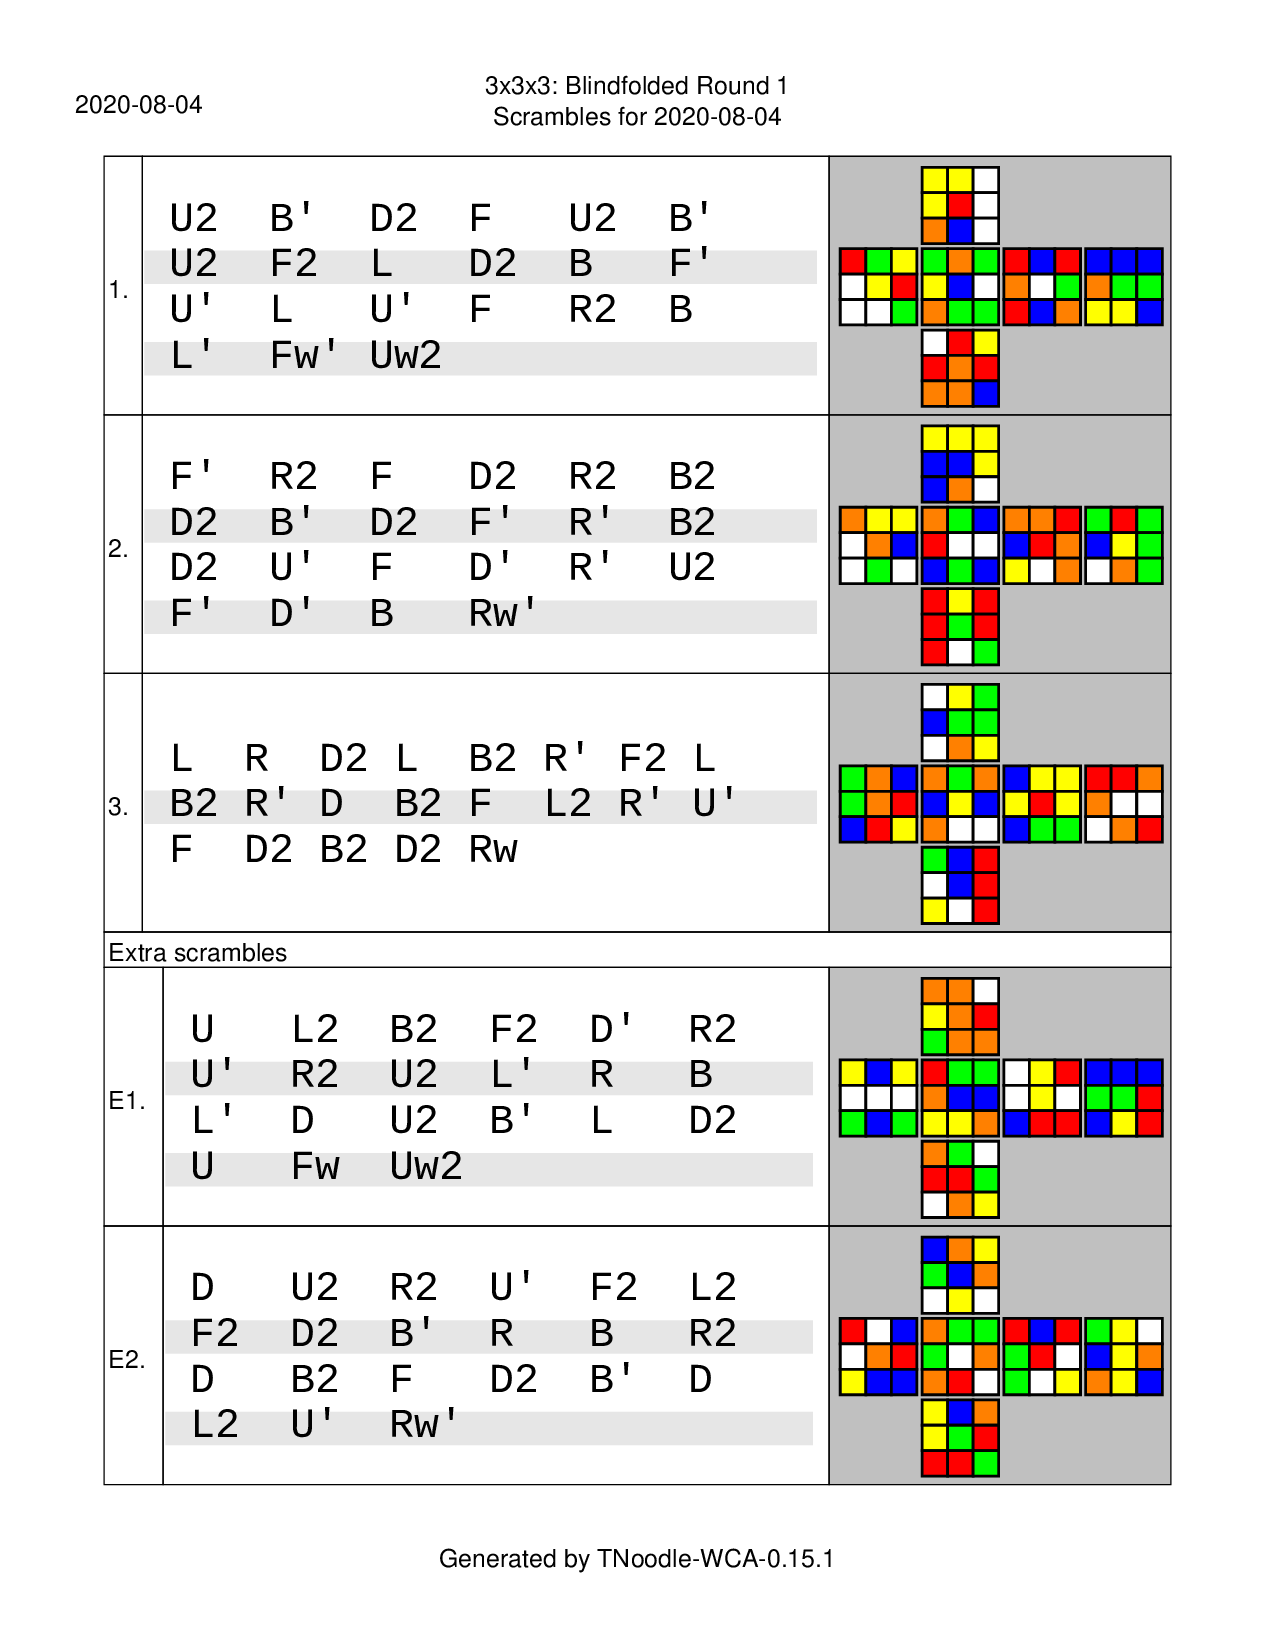 2020-08-04
3x3x3: Blindfolded Round 1
Scrambles for 2020-08-04
1.
U2 B' D2 F U2 B'
U2 F2 L D2 B F'
U' L U' F R2 B
L' Fw' Uw2
2.
F' R2 F D2 R2 B2
D2 B' D2 F' R' B2
D2 U' F D' R' U2
F' D' B Rw'
3.
L R D2 L B2 R' F2 L
B2 R' D B2 F L2 R' U'
F D2 B2 D2 Rw
Extra scrambles
E1.
U L2 B2 F2 D' R2
U' R2 U2 L' R B
L' D U2 B' L D2
U Fw Uw2
E2.
D U2 R2 U' F2 L2
F2 D2 B' R B R2
D B2 F D2 B' D
L2 U' Rw'
Generated by TNoodle-WCA-0.15.1